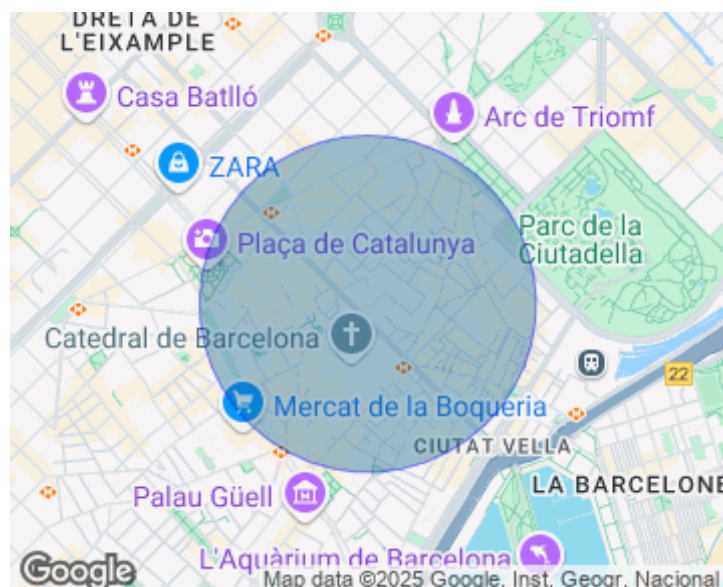 DRETA DE
L'EIXAMPLE
Casa Batlló
Arc de Triomf
ZARA
Plaça de Catalunya
Parc de la
Ciutadella
Catedral de Barcelona
22
Mercat de la Boqueria
CIUTAT VELLA
Palau Güell
LA BARCELONE
L'Aquàrium de Barcelona
Google
Map data ©2025 Google, Inst. Geogr. Nacional